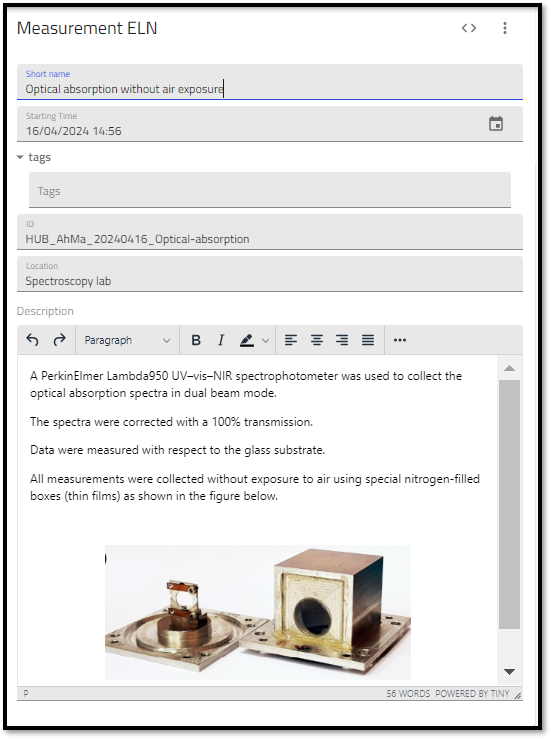 Measurement ELN
Short name
Optical absorption without air exposure
Starting Time
16/04/2024 14:56
tags
Tags
ID
HUB_AhMa_20240416_Optical-absorption
Location
Spectroscopy lab
Description
Paragraph B I
A PerkinElmer Lambda950 UV–vis–NIR spectrophotometer was used to collect the
optical absorption spectra in dual beam mode.
The spectra were corrected with a 100% transmission.
Data were measured with respect to the glass substrate.
All measurements were collected without exposure to air using special nitrogen-filled
boxes (thin films) as shown in the figure below.
P 56 WORDS POWERED BY TINY